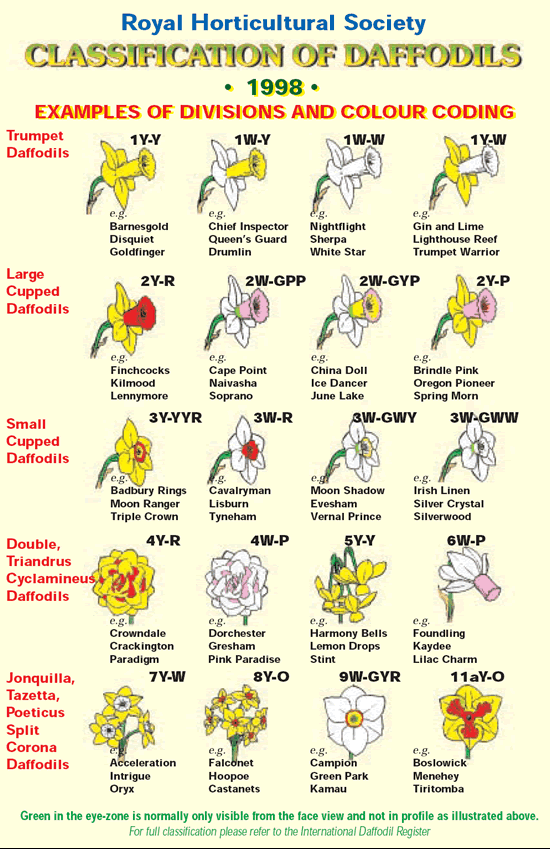 Royal Horticultural Society
CLASSIFICATION OF DAFFODILS
• 1998 •
EXAMPLES OF DIVISIONS AND COLOUR CODING
Trumpet
Daffodils
1Y-Y
e.g.
Barnesgold
Disquiet
Goldfinger
1W-Y
e.g.
Chief Inspector
Queen's Guard
Drumlin
1W-W
e.g.
Nightflight
Sherpa
White Star
1Y-W
e.g.
Gin and Lime
Lighthouse Reef
Trumpet Warrior
Large
Cupped
Daffodils
2Y-R
e.g.
Finchcocks
Kilmood
Lennymore
2W-GPP
e.g.
Cape Point
Naivasha
Soprano
2W-GYP
e.g.
China Doll
Ice Dancer
June Lake
2Y-P
e.g.
Brindle Pink
Oregon Pioneer
Spring Morn
Small
Cupped
Daffodils
3Y-YYR
e.g.
Badbury Rings
Moon Ranger
Triple Crown
3W-R
e.g.
Cavalryman
Lisburn
Tyneham
3W-GWY
e.g.
Moon Shadow
Evesham
Vernal Prince
3W-GWW
e.g.
Irish Linen
Silver Crystal
Silverwood
Double,
Triandrus
Cyclamineus
Daffodils
4Y-R
e.g.
Crowndale
Crackington
Paradigm
4W-P
e.g.
Dorchester
Gresham
Pink Paradise
5Y-Y
e.g.
Harmony Bells
Lemon Drops
Stint
6W-P
e.g.
Foundling
Kaydee
Lilac Charm
Jonquilla,
Tazetta,
Poeticus
Split
Corona
Daffodils
7Y-W
e.g.
Acceleration
Intrigue
Oryx
8Y-O
e.g.
Falconet
Hoopoe
Castanets
9W-GYR
e.g.
Campion
Green Park
Kamau
11aY-O
e.g.
Boslowick
Menehey
Tiritomba
Green in the eye-zone is normally only visible from the face view and not in profile as illustrated above.
For full classification please refer to the International Daffodil Register